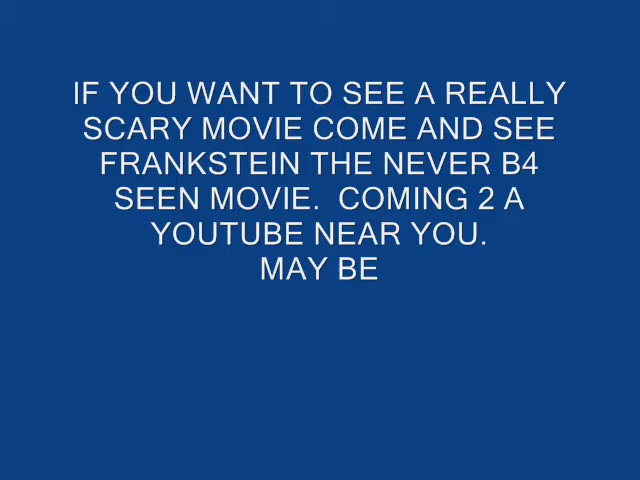 IF YOU WANT TO SEE A REALLY
SCARY MOVIE COME AND SEE
FRANKSTEIN THE NEVER B4
SEEN MOVIE.  COMING 2 A
YOUTUBE NEAR YOU.
MAY BE